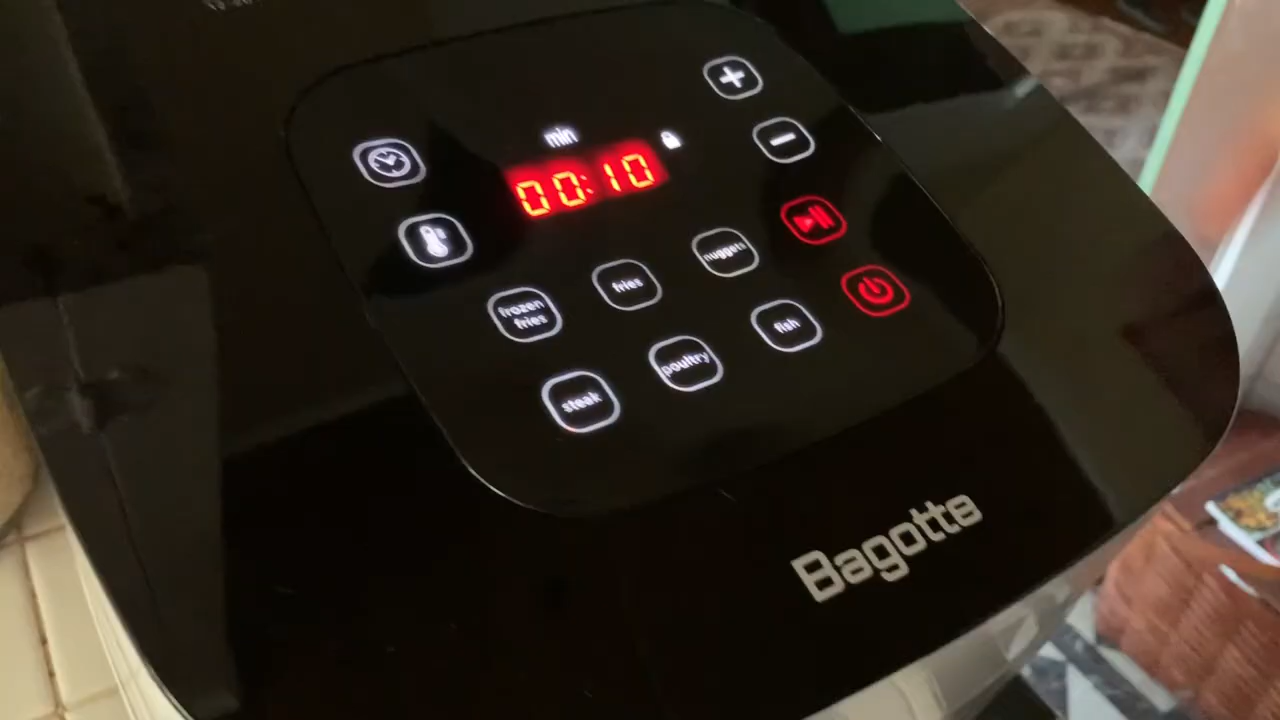 min
00:10
nuggets
fries
frozen
fries
fish
poultry
steak
Bagotte